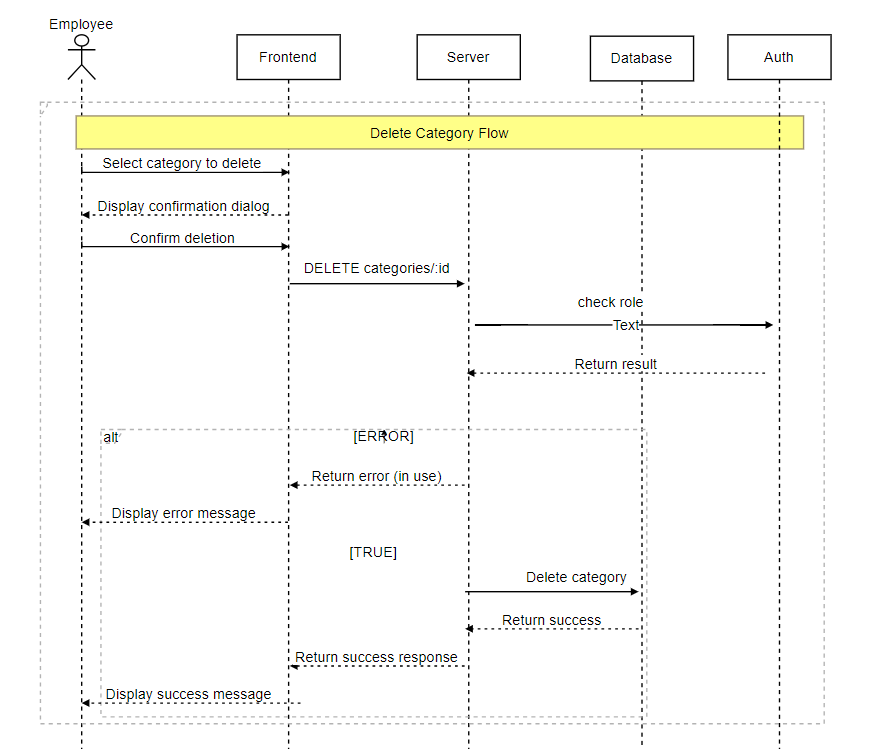 Employee
Frontend
Server
Database
Auth
Delete Category Flow
Select category to delete
Display confirmation dialog
Confirm deletion
DELETE categories/:id
check role
Text
Return result
alt
[ERROR]
Return error (in use)
Display error message
[TRUE]
Delete category
Return success
Return success response
Display success message